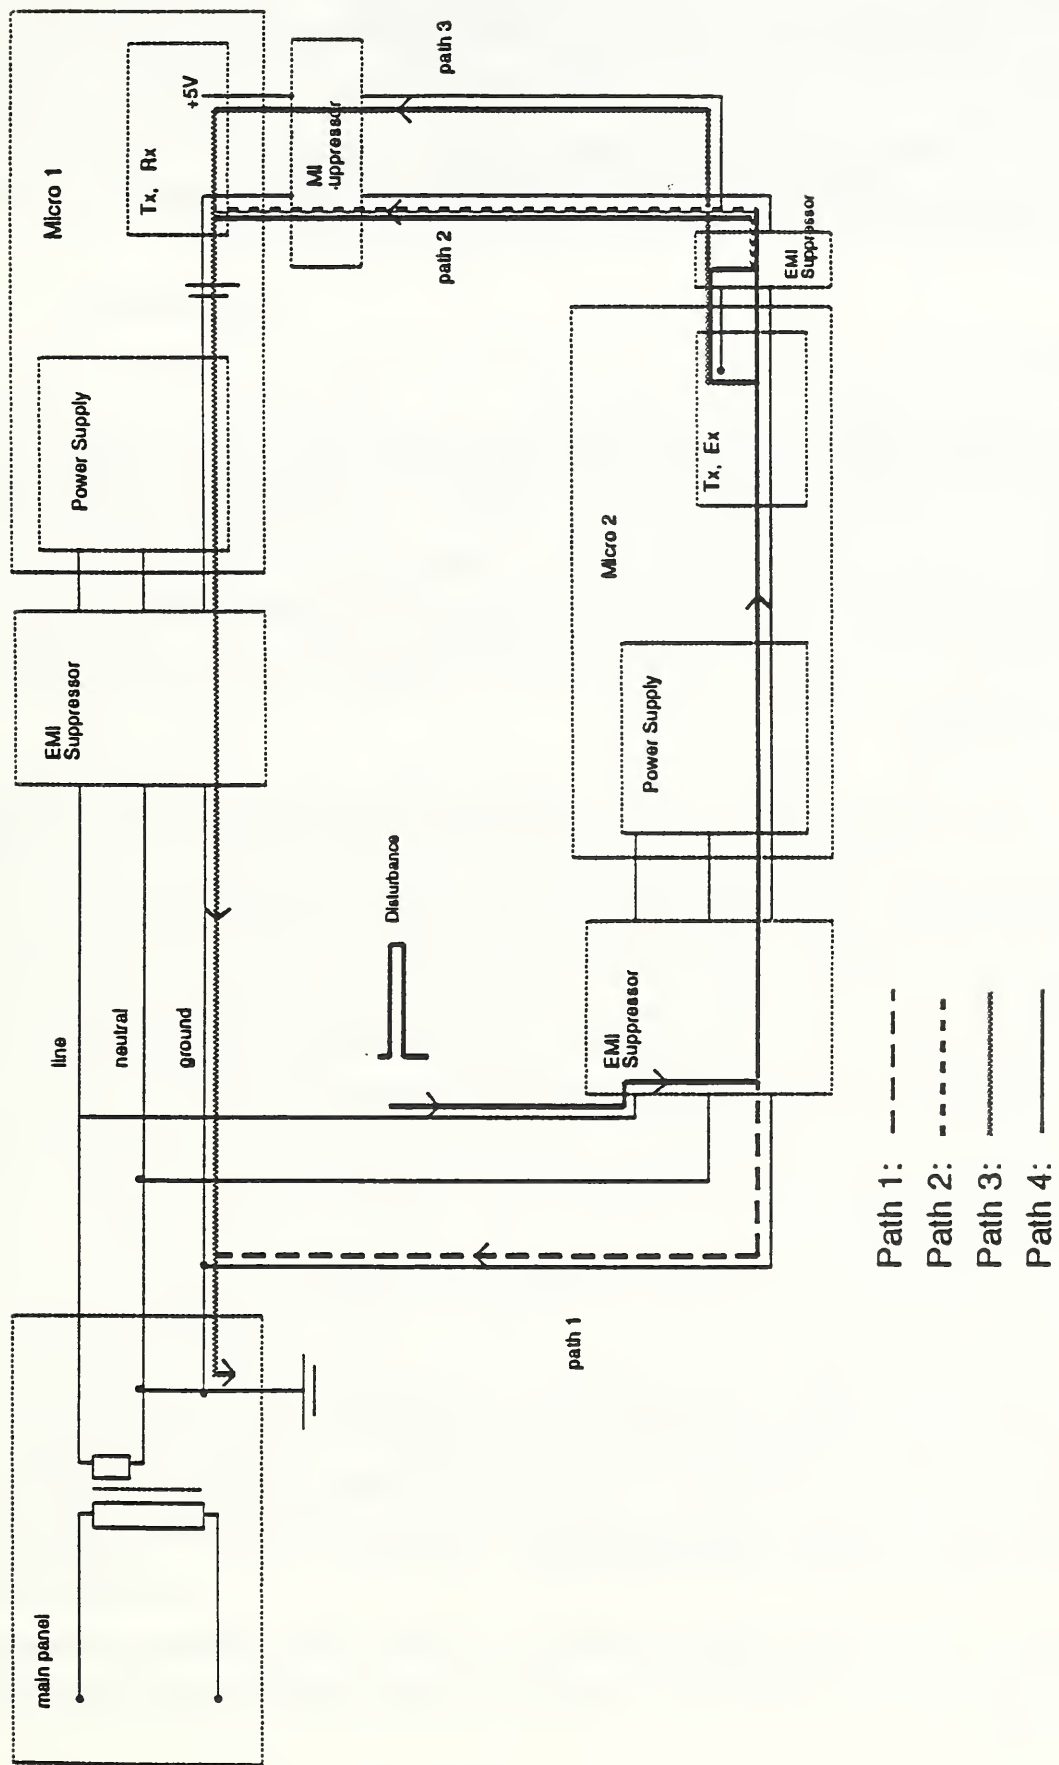 main panel
line
neutral
ground
EMI
Suppressor
Power Supply
Micro 1
Tx, Rx
+5V
MI
uppressor
path 3
path 2
Disturbance
path 1
EMI
Suppressor
Power Supply
Micro 2
Tx, Ex
EMI
Suppressor
Path 1:
Path 2:
Path 3:
Path 4: